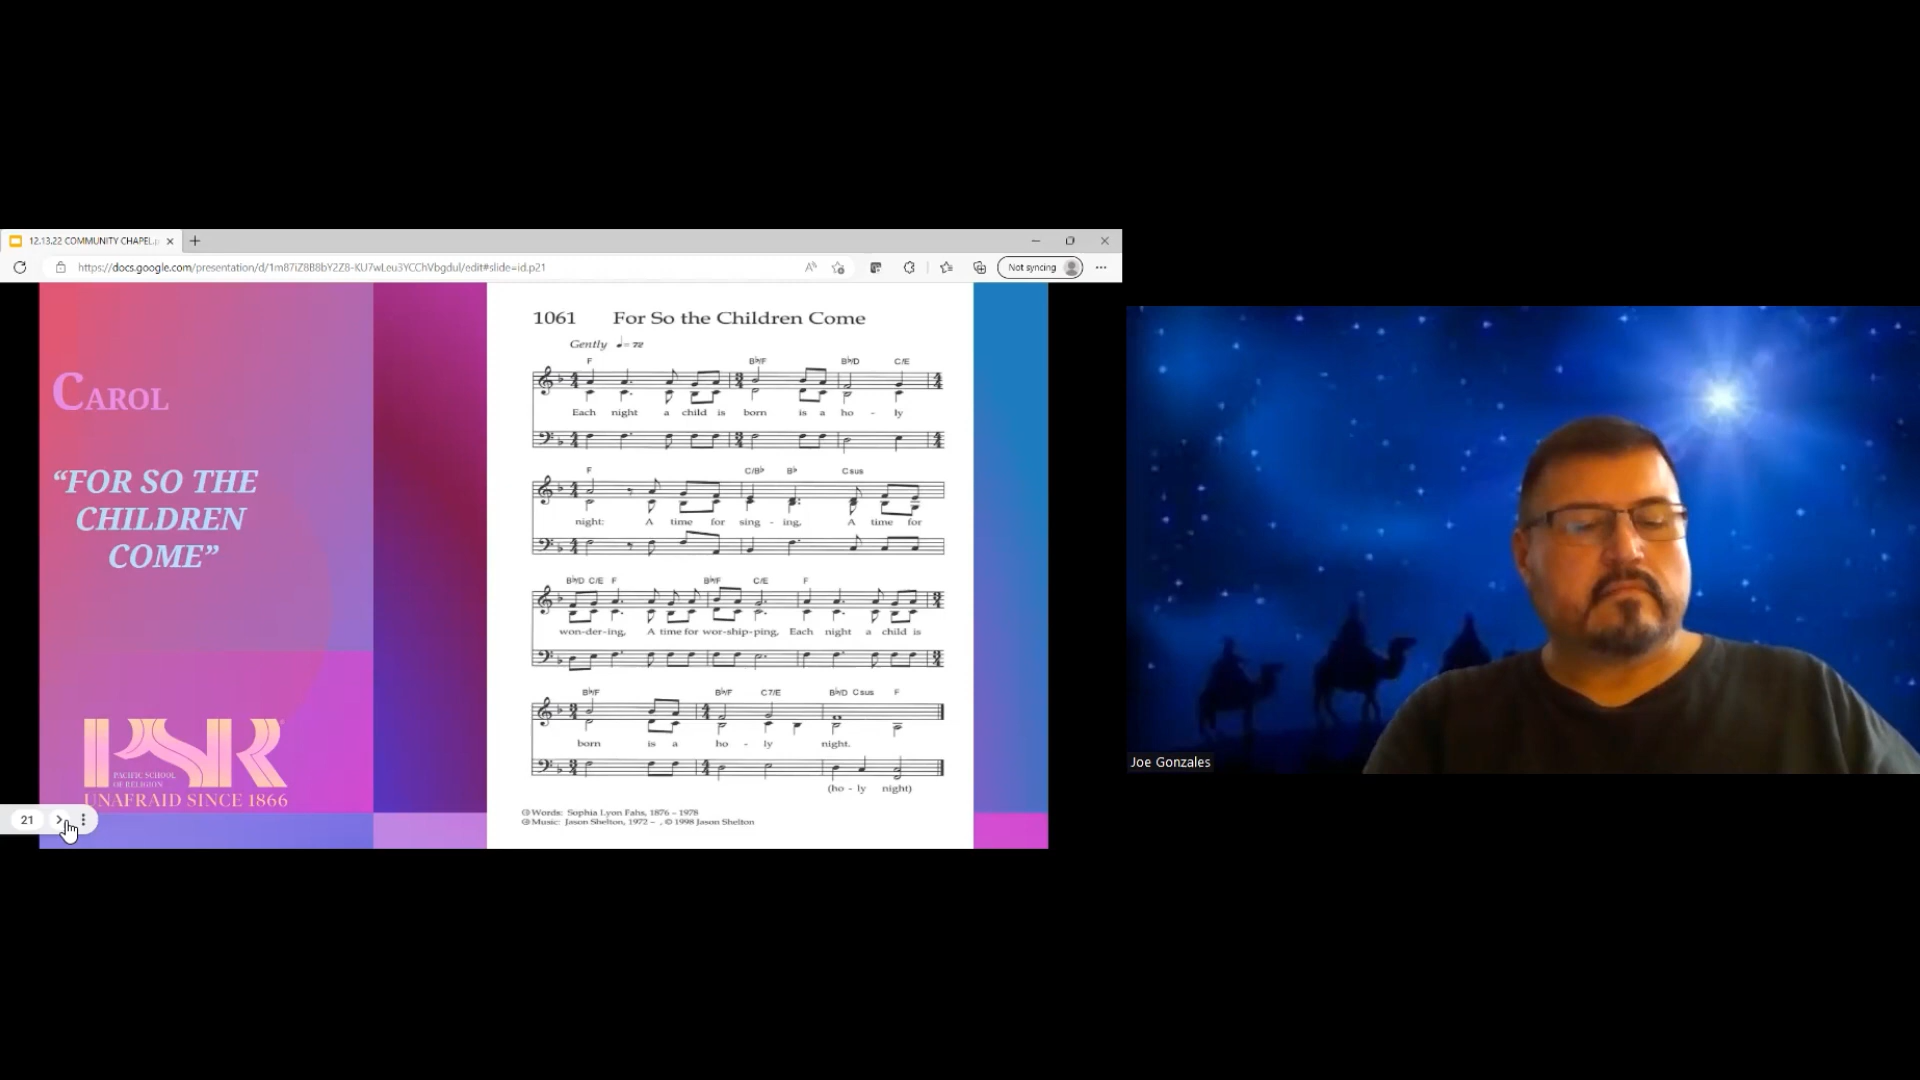 12.13.22 COMMUNITY CHAPEL.p
https://docs.google.com/presentation/d/1m87iZ8B8bY2Z8-KU7wLeu3YCChVbgdul/edit#slide=id.p21
Not syncing
CAROL
“FOR SO THE
CHILDREN
COME”
PSR
PACIFIC SCHOOL
OF RELIGION
UNAFRAID SINCE 1866
21
1061 For So the Children Come
Gently ♩= 72
F B♭/F B♭/D C/E
Each night a child is born is a ho - ly
F C/B♭ B♭ Csus
night: A time for sing - ing, A time for
B♭/D C/E F B♭/F C/E F
won-der-ing, A time for wor-ship-ping, Each night a child is
B♭/F B♭/F C7/E B♭/D Csus F
born is a ho - ly night.
(ho - ly night)
Words: Sophia Lyon Fahs, 1876 – 1978
Music: Jason Shelton, 1972 – , © 1998 Jason Shelton
Joe Gonzales